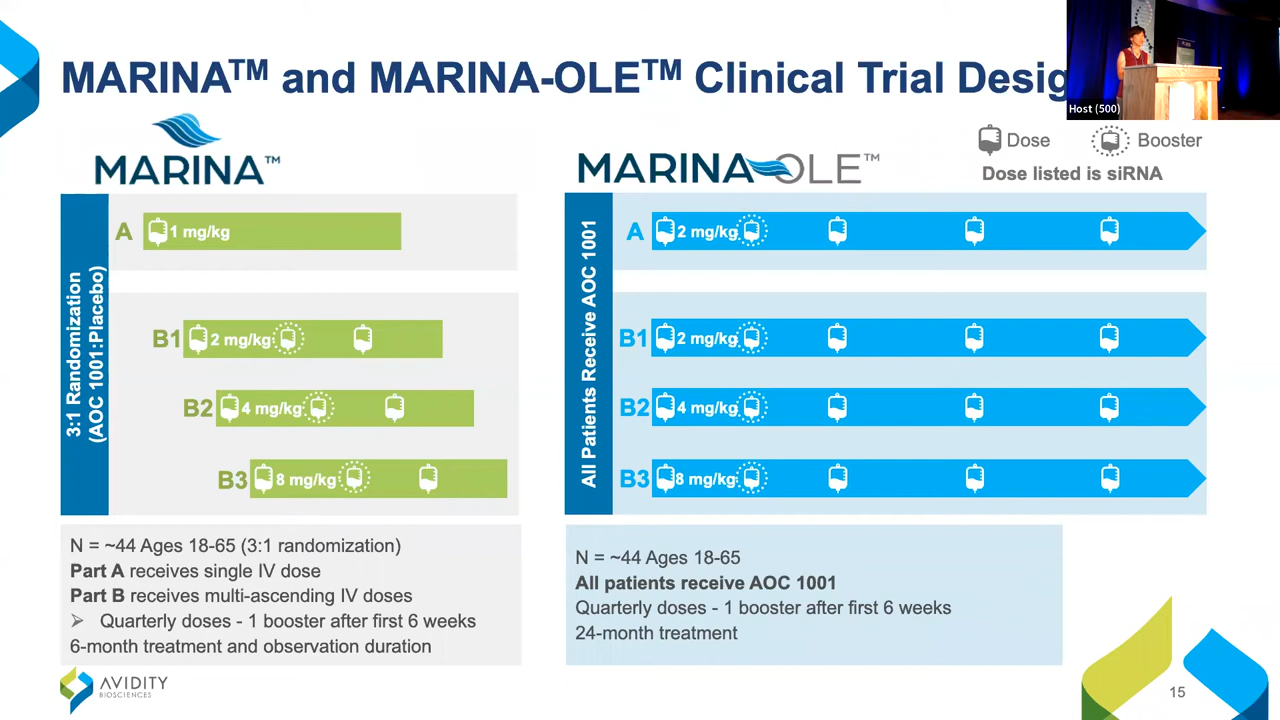 MARINA™ and MARINA-OLE™ Clinical Trial Desig
Host (500)
MARINA™
MARINA-OLE™
Dose
Booster
Dose listed is siRNA
3:1 Randomization
(AOC 1001:Placebo)
A
1 mg/kg
B1
2 mg/kg
B2
4 mg/kg
B3
8 mg/kg
All Patients Receive AOC 1001
A
2 mg/kg
B1
2 mg/kg
B2
4 mg/kg
B3
8 mg/kg
N = ~44 Ages 18-65 (3:1 randomization)
Part A receives single IV dose
Part B receives multi-ascending IV doses
➢ Quarterly doses - 1 booster after first 6 weeks
6-month treatment and observation duration
N = ~44 Ages 18-65
All patients receive AOC 1001
Quarterly doses - 1 booster after first 6 weeks
24-month treatment
AVIDITY
BIOSCIENCES
15